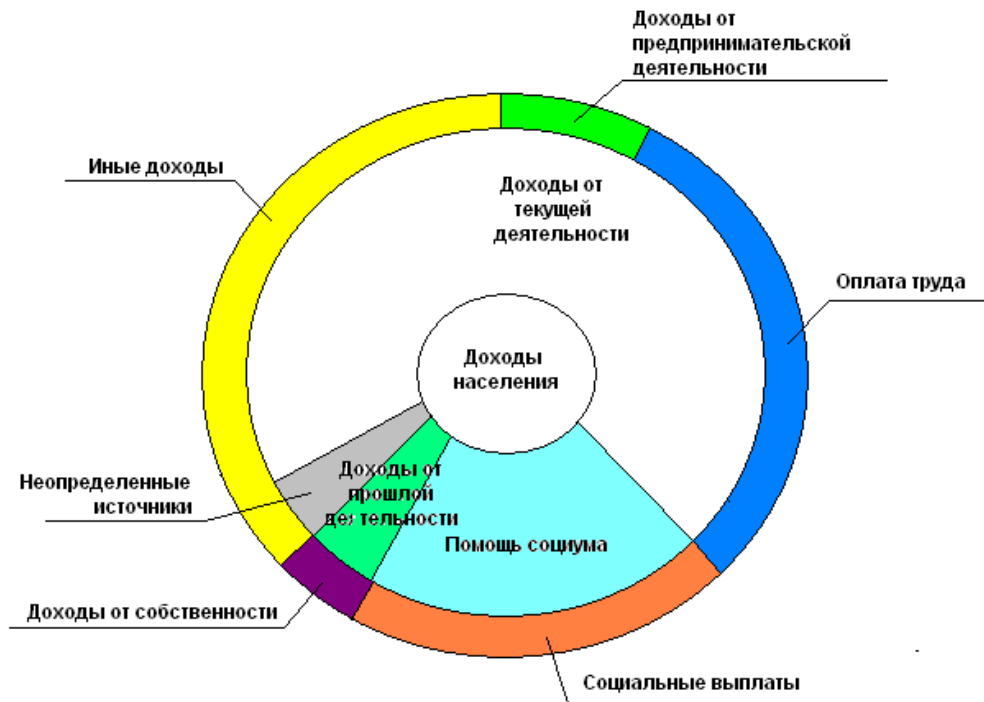 Доходы от
предпринимательской
деятельности
Иные доходы
Доходы от
текущей
деятельности
Оплата труда
Доходы
населения
Неопределенные
источники
Доходы от
прошлой
деятельности
Помощь социума
Доходы от собственности
Социальные выплаты